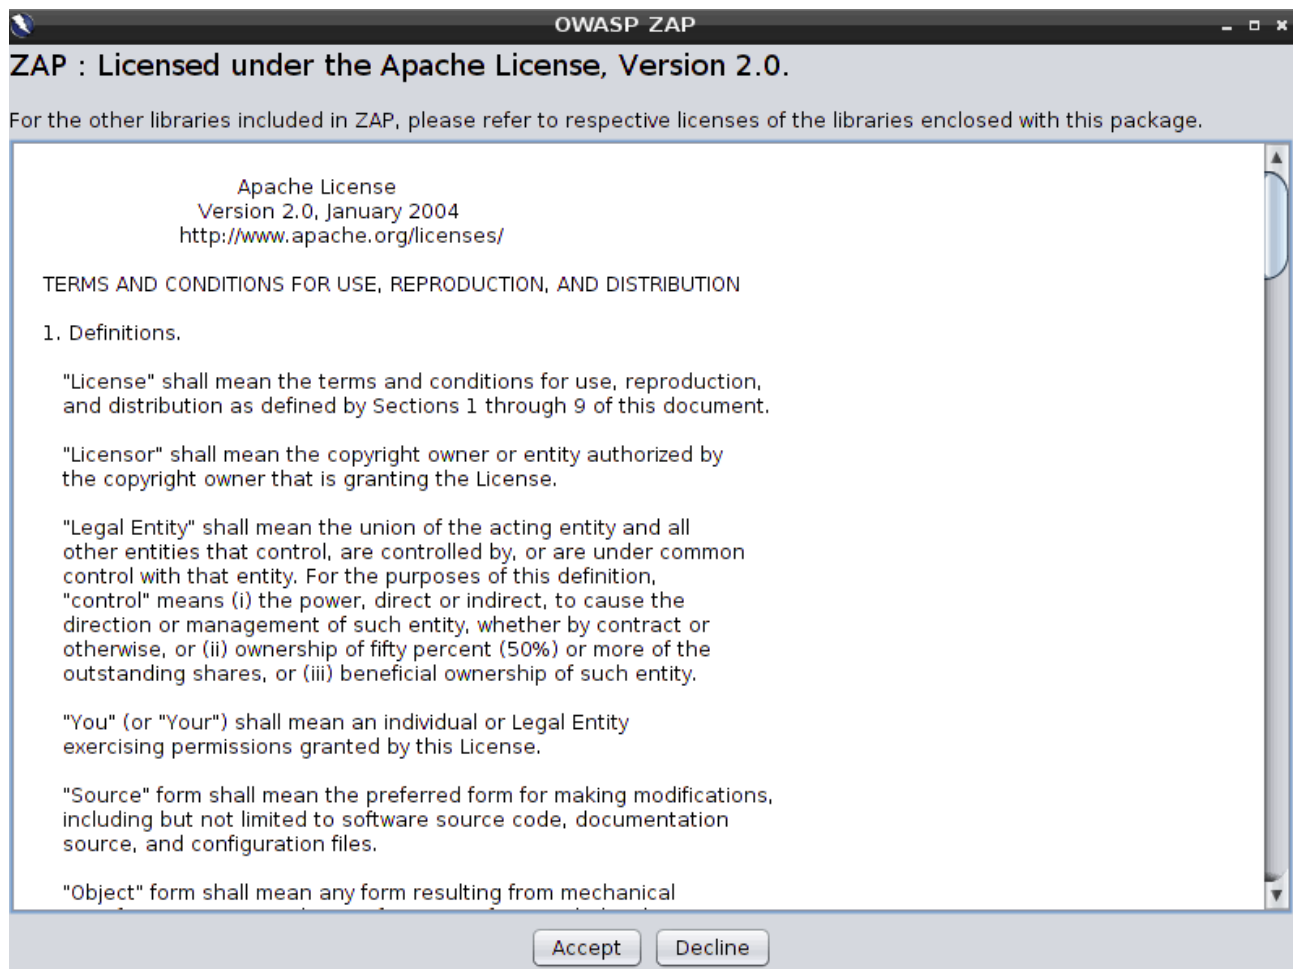 OWASP ZAP
ZAP : Licensed under the Apache License, Version 2.0.
For the other libraries included in ZAP, please refer to respective licenses of the libraries enclosed with this package.
Apache License
Version 2.0, January 2004
http://www.apache.org/licenses/
TERMS AND CONDITIONS FOR USE, REPRODUCTION, AND DISTRIBUTION
1. Definitions.
"License" shall mean the terms and conditions for use, reproduction,
and distribution as defined by Sections 1 through 9 of this document.
"Licensor" shall mean the copyright owner or entity authorized by
the copyright owner that is granting the License.
"Legal Entity" shall mean the union of the acting entity and all
other entities that control, are controlled by, or are under common
control with that entity. For the purposes of this definition,
"control" means (i) the power, direct or indirect, to cause the
direction or management of such entity, whether by contract or
otherwise, or (ii) ownership of fifty percent (50%) or more of the
outstanding shares, or (iii) beneficial ownership of such entity.
"You" (or "Your") shall mean an individual or Legal Entity
exercising permissions granted by this License.
"Source" form shall mean the preferred form for making modifications,
including but not limited to software source code, documentation
source, and configuration files.
"Object" form shall mean any form resulting from mechanical
Accept Decline